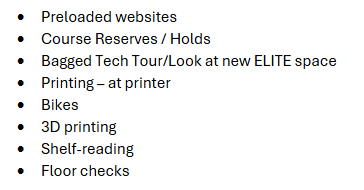 • Preloaded websites
• Course Reserves / Holds
• Bagged Tech Tour/Look at new ELITE space
• Printing – at printer
• Bikes
• 3D printing
• Shelf-reading
• Floor checks